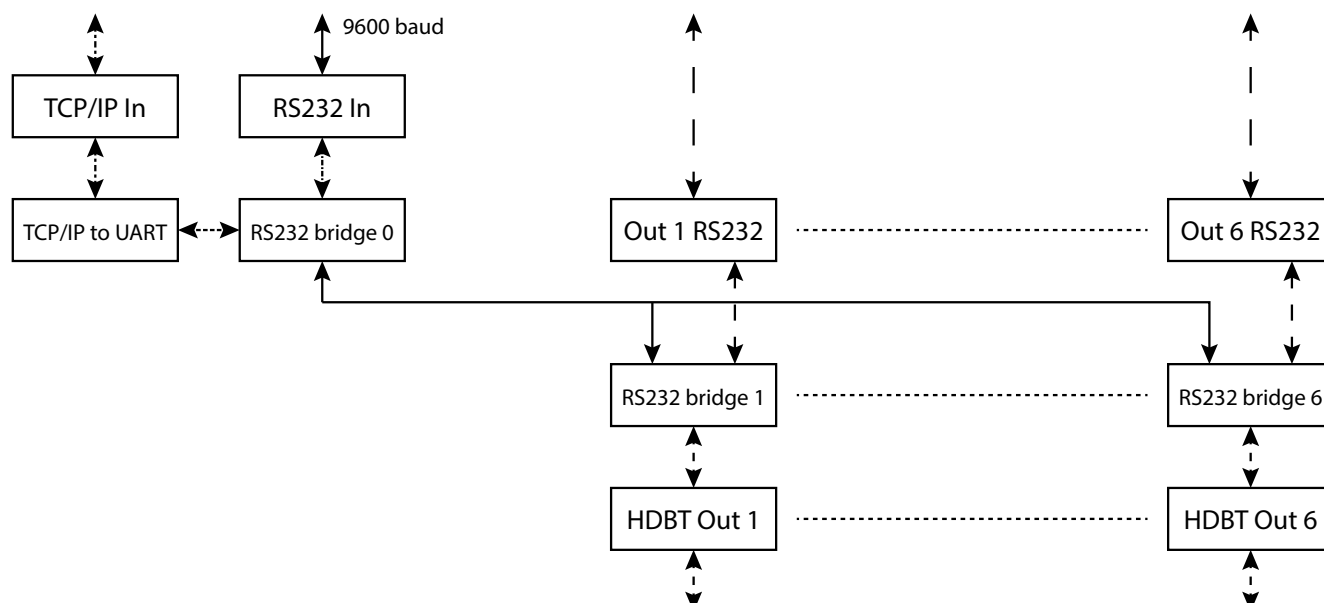 9600 baud
TCP/IP In
RS232 In
TCP/IP to UART
RS232 bridge 0
Out 1 RS232
Out 6 RS232
RS232 bridge 1
RS232 bridge 6
HDBT Out 1
HDBT Out 6